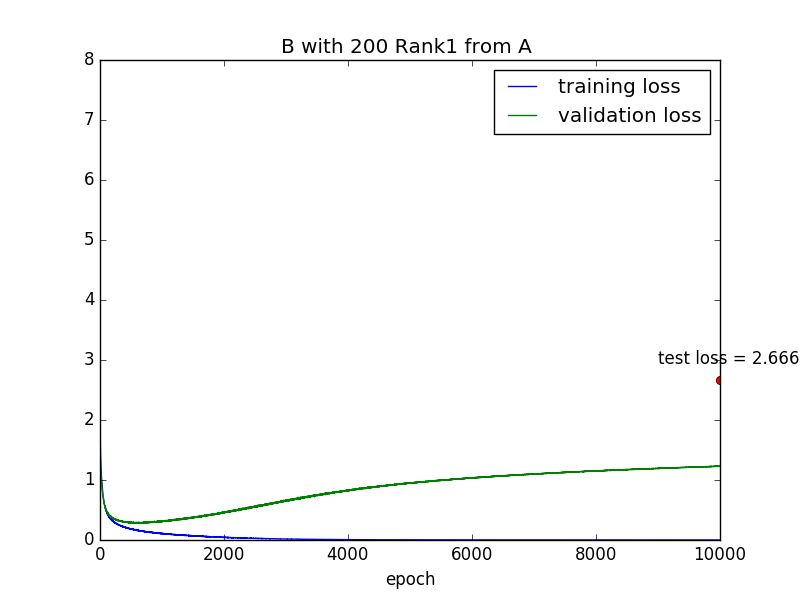 B with 200 Rank1 from A
8
7
6
5
4
3
2
1
0
training loss
validation loss
test loss = 2.666
0 2000 4000 6000 8000 10000
epoch